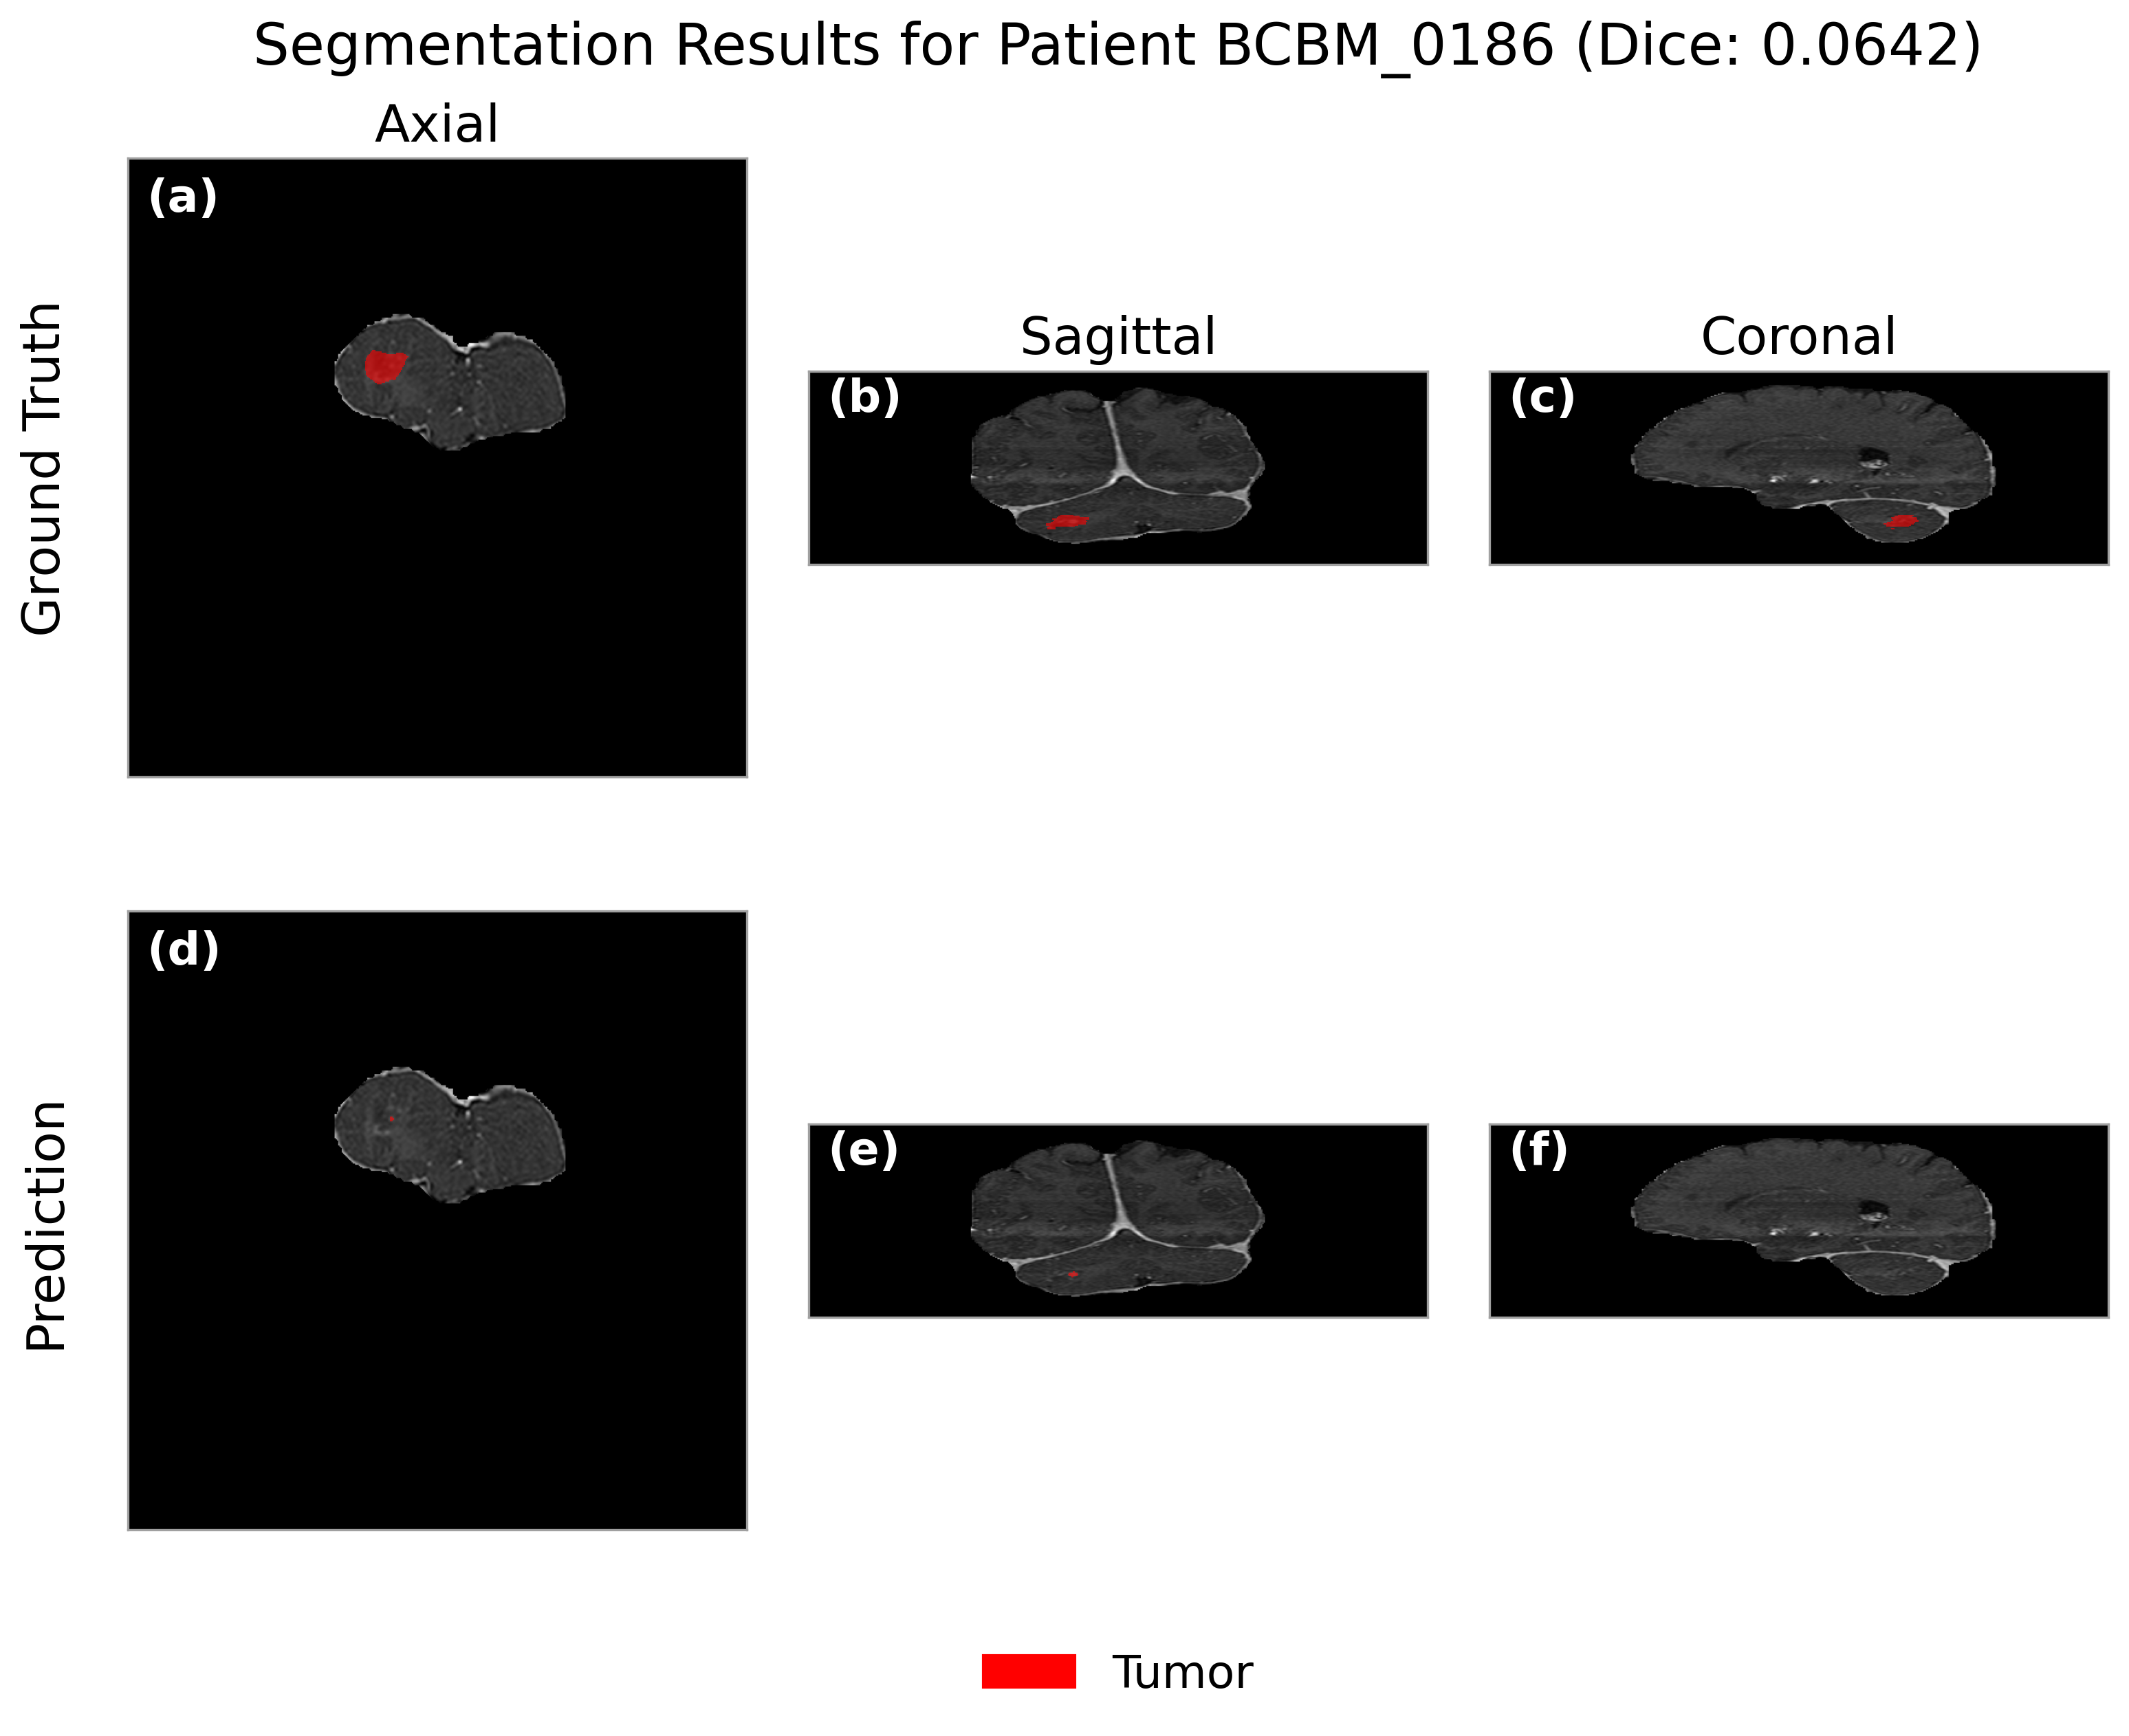 Segmentation Results for Patient BCBM_0186 (Dice: 0.0642)
Axial
Sagittal
Coronal
Ground Truth
(a)
(b)
(c)
Prediction
(d)
(e)
(f)
Tumor